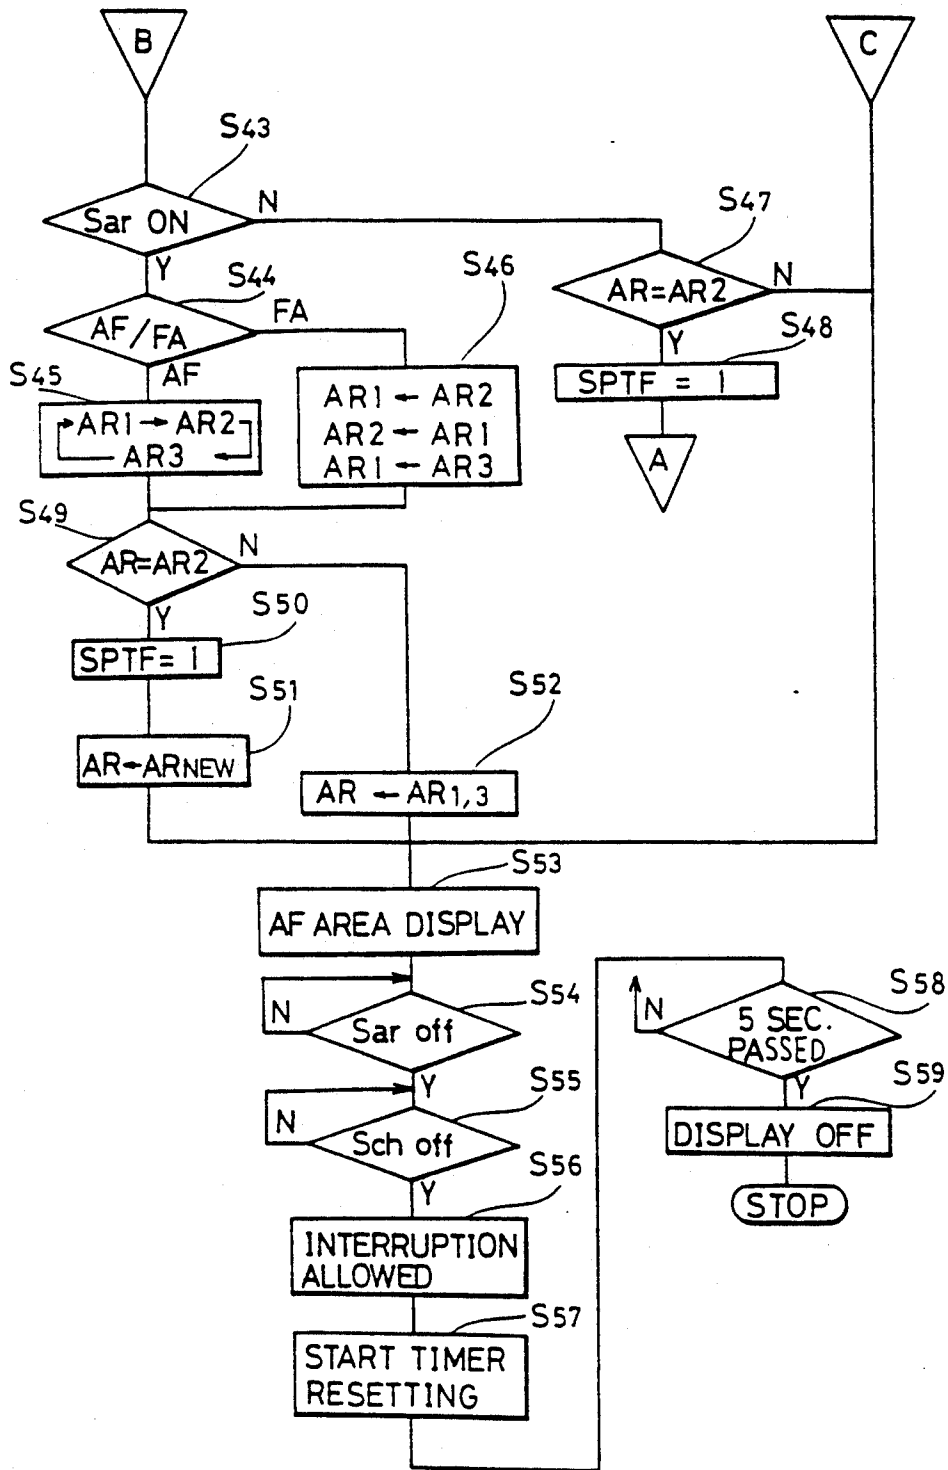 B
C
S43
Sar ON
N
Y
S47
AR=AR2
N
Y
S44
AF/FA
FA
AF
S46
AR1 ← AR2
AR2 ← AR1
AR1 ← AR3
S48
SPTF = 1
A
S45
AR1 → AR2
AR3 ←
S49
AR=AR2
N
Y
S50
SPTF= 1
S51
AR←ARNEW
S52
AR ← AR1,3
S53
AF AREA DISPLAY
S54
N
Sar off
Y
S55
N
Sch off
Y
S56
INTERRUPTION
ALLOWED
S57
START TIMER
RESETTING
S58
N
5 SEC.
PASSED
Y
S59
DISPLAY OFF
STOP